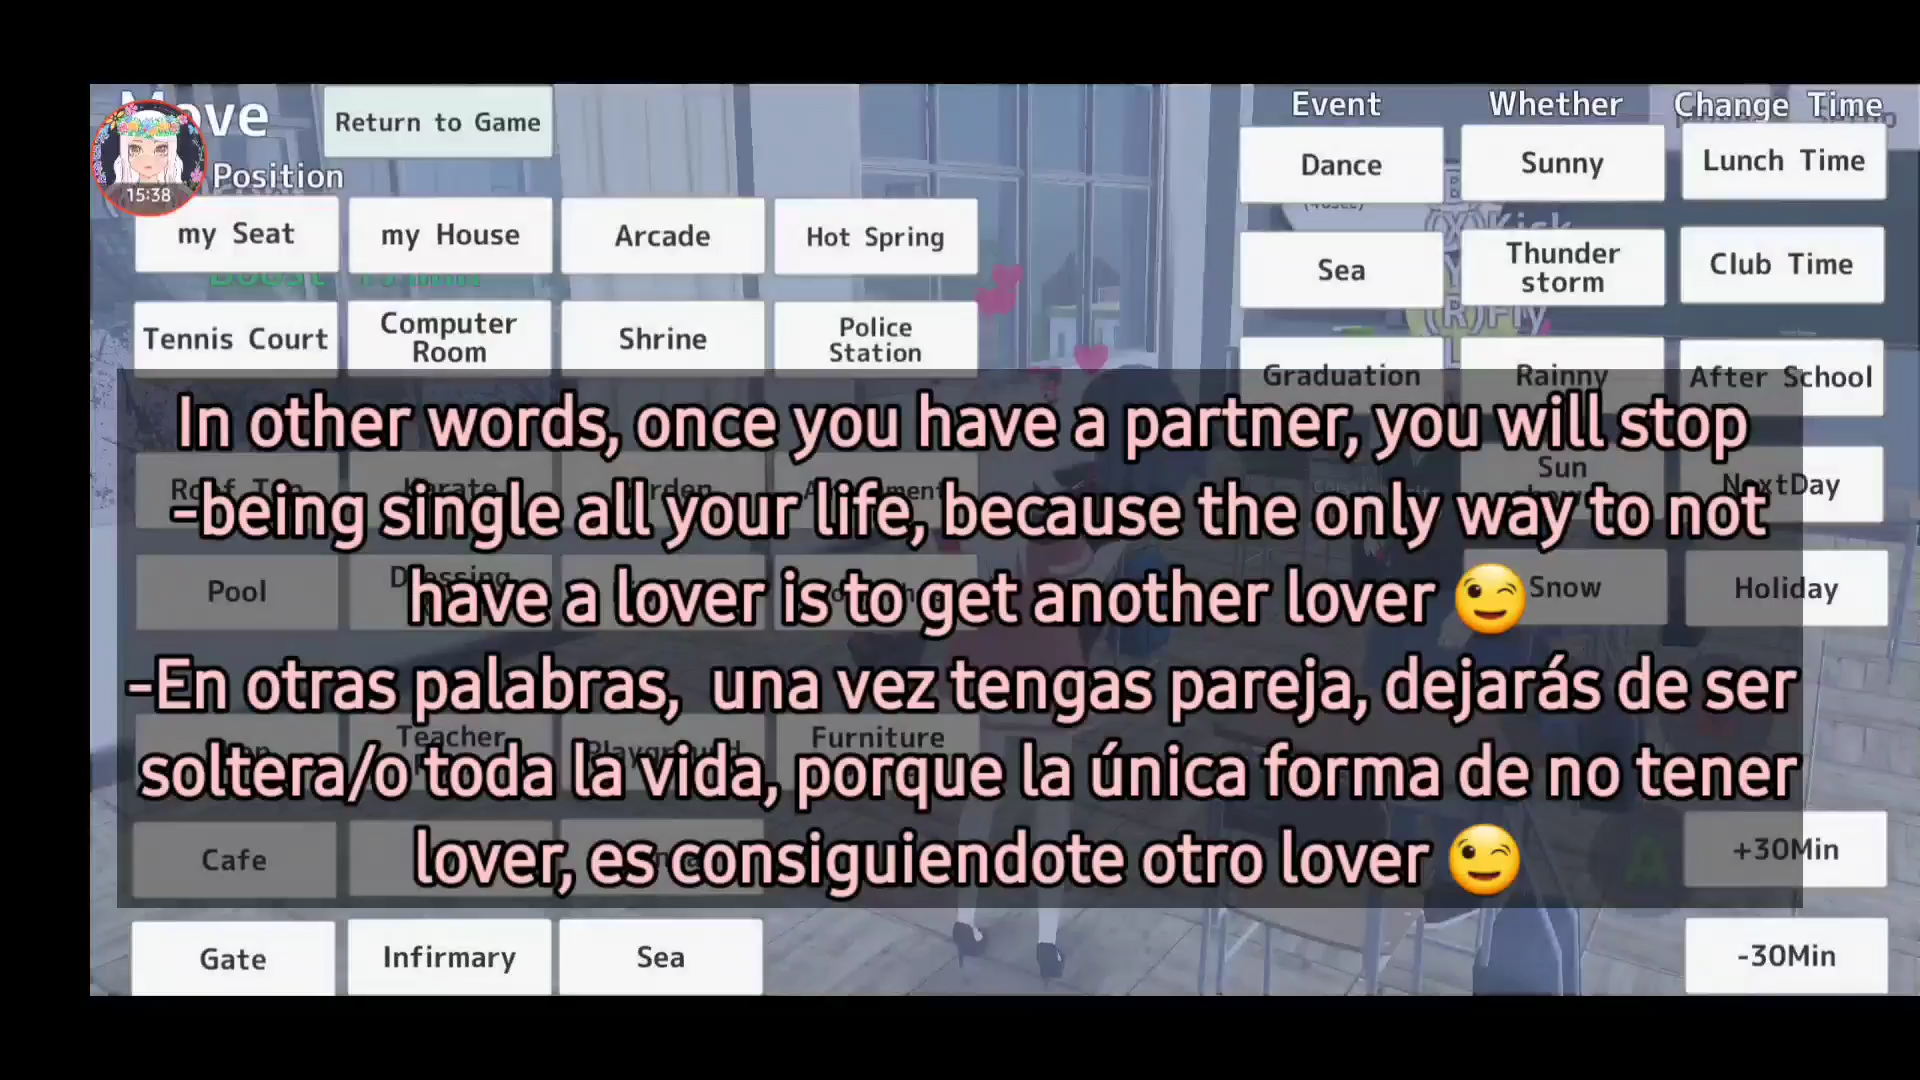 Move
Return to Game
Position
15:38
Event
Whether
Change Time
my Seat
my House
Arcade
Hot Spring
Dance
Sunny
Lunch Time
Boost
Kick
Tennis Court
Computer
Room
Shrine
Police
Station
Sea
Thunder
storm
Club Time
(R)Fly
Graduation
Rainny
After School
In other words, once you have a partner, you will stop
-being single all your life, because the only way to not
have a lover is to get another lover 😉
-En otras palabras, una vez tengas pareja, dejarás de ser
soltera/o toda la vida, porque la única forma de no tener
lover, es consiguiendote otro lover 😉
Sun
NextDay
Pool
Snow
Holiday
Teacher
Playground
Furniture
Cafe
+30Min
A
Gate
Infirmary
Sea
-30Min